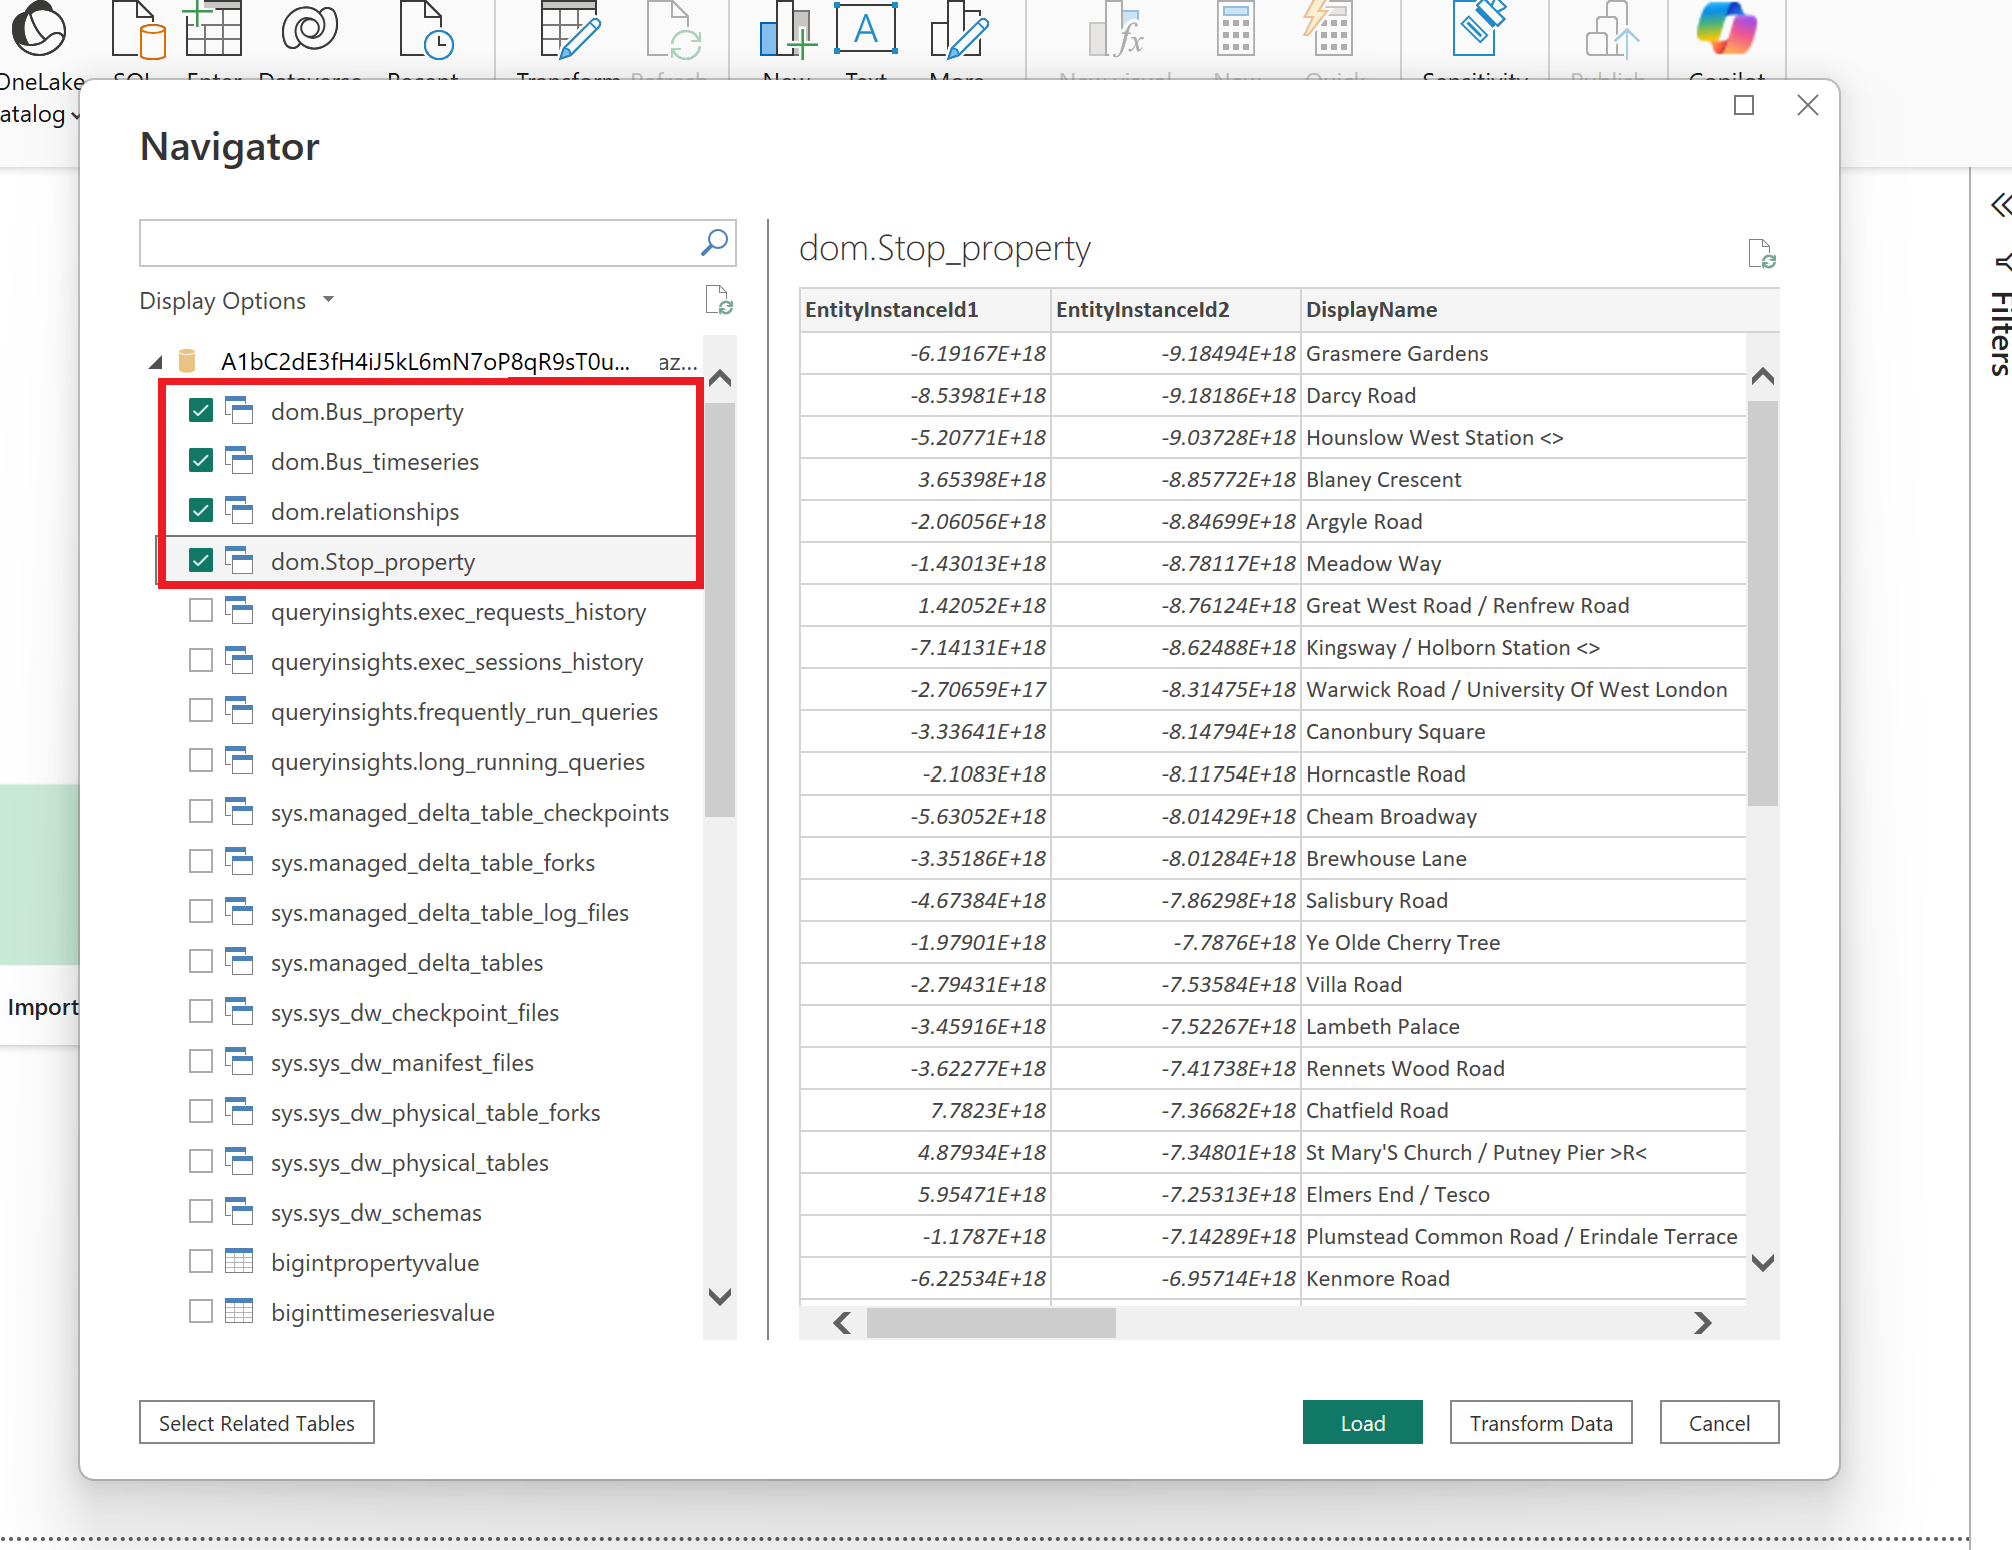 OneLake
atalog
Navigator
Display Options
A1bC2dE3fH4iJ5kL6mN7oP8qR9sT0u... az...
dom.Bus_property
dom.Bus_timeseries
dom.relationships
dom.Stop_property
queryinsights.exec_requests_history
queryinsights.exec_sessions_history
queryinsights.frequently_run_queries
queryinsights.long_running_queries
sys.managed_delta_table_checkpoints
sys.managed_delta_table_forks
sys.managed_delta_table_log_files
sys.managed_delta_tables
sys.sys_dw_checkpoint_files
sys.sys_dw_manifest_files
sys.sys_dw_physical_table_forks
sys.sys_dw_physical_tables
sys.sys_dw_schemas
bigintpropertyvalue
biginttimeseriesvalue
dom.Stop_property
EntityInstanceId1 EntityInstanceId2 DisplayName
-6.19167E+18 -9.18494E+18 Grasmere Gardens
-8.53981E+18 -9.18186E+18 Darcy Road
-5.20771E+18 -9.03728E+18 Hounslow West Station <>
3.65398E+18 -8.85772E+18 Blaney Crescent
-2.06056E+18 -8.84699E+18 Argyle Road
-1.43013E+18 -8.78117E+18 Meadow Way
1.42052E+18 -8.76124E+18 Great West Road / Renfrew Road
-7.14131E+18 -8.62488E+18 Kingsway / Holborn Station <>
-2.70659E+17 -8.31475E+18 Warwick Road / University Of West London
-3.33641E+18 -8.14794E+18 Canonbury Square
-2.1083E+18 -8.11754E+18 Horncastle Road
-5.63052E+18 -8.01429E+18 Cheam Broadway
-3.35186E+18 -8.01284E+18 Brewhouse Lane
-4.67384E+18 -7.86298E+18 Salisbury Road
-1.97901E+18 -7.7876E+18 Ye Olde Cherry Tree
-2.79431E+18 -7.53584E+18 Villa Road
-3.45916E+18 -7.52267E+18 Lambeth Palace
-3.62277E+18 -7.41738E+18 Rennets Wood Road
7.7823E+18 -7.36682E+18 Chatfield Road
4.87934E+18 -7.34801E+18 St Mary'S Church / Putney Pier >R<
5.95471E+18 -7.25313E+18 Elmers End / Tesco
-1.1787E+18 -7.14289E+18 Plumstead Common Road / Erindale Terrace
-6.22534E+18 -6.95714E+18 Kenmore Road
Select Related Tables
Load
Transform Data
Cancel
Import
Filters